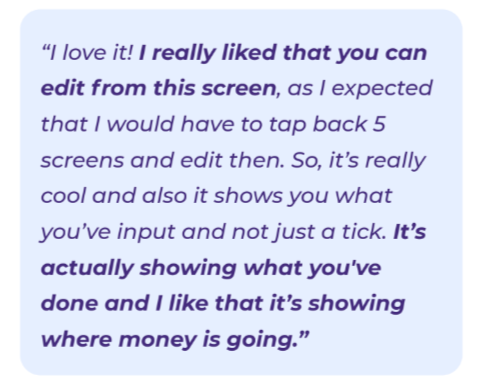 “I love it! I really liked that you can
edit from this screen, as I expected
that I would have to tap back 5
screens and edit then. So, it’s really
cool and also it shows you what
you’ve input and not just a tick. It’s
actually showing what you've
done and I like that it’s showing
where money is going.”